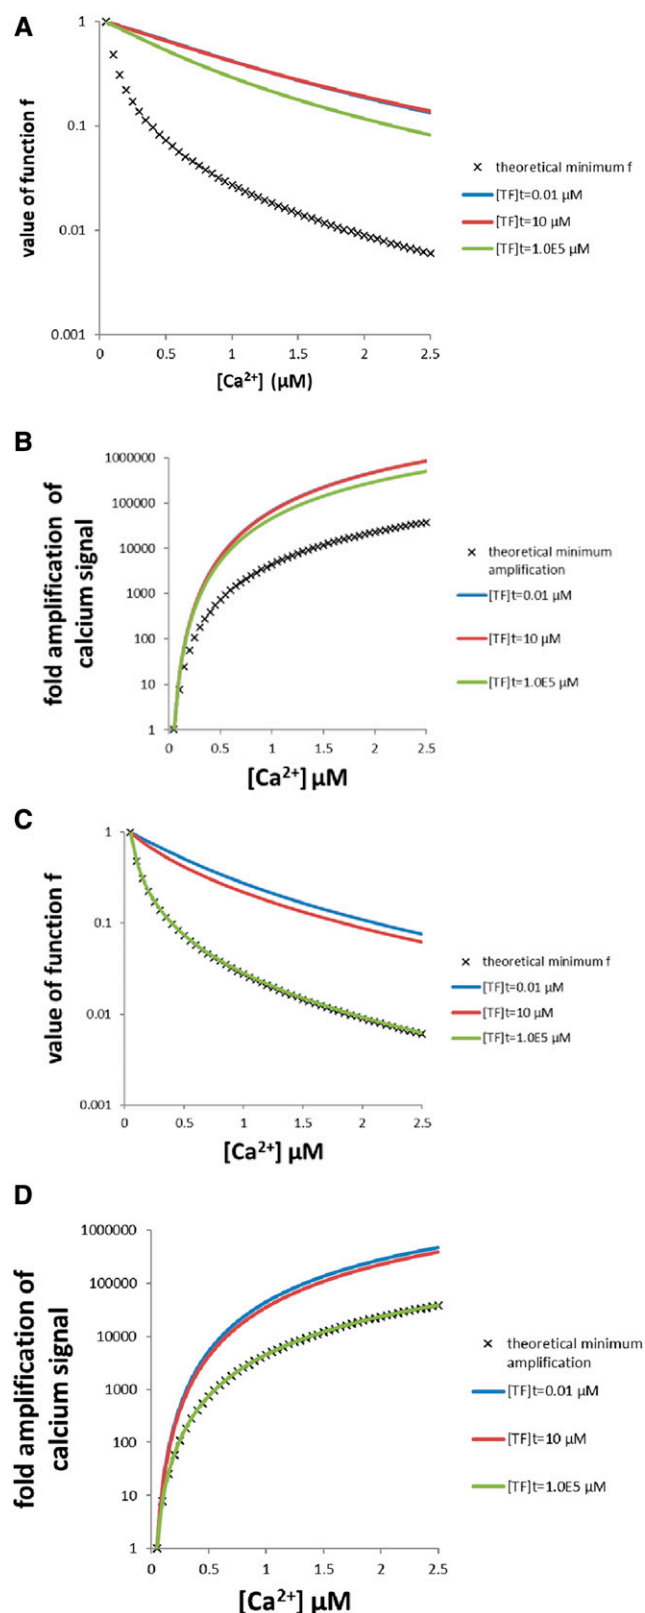 A
value of function f
1
0.1
0.01
0.001
0
0.5
1
1.5
2
2.5
[Ca²⁺] (μM)
theoretical minimum f
[TF]t=0.01 μM
[TF]t=10 μM
[TF]t=1.0E5 μM
B
fold amplification of
calcium signal
1000000
100000
10000
1000
100
10
1
0
0.5
1
1.5
2
2.5
[Ca²⁺] μM
theoretical minimum
amplification
[TF]t=0.01 μM
[TF]t=10 μM
[TF]t=1.0E5 μM
C
value of function f
1
0.1
0.01
0.001
0
0.5
1
1.5
2
2.5
[Ca²⁺] μM
theoretical minimum f
[TF]t=0.01 μM
[TF]t=10 μM
[TF]t=1.0E5 μM
D
fold amplification of
calcium signal
1000000
100000
10000
1000
100
10
1
0
0.5
1
1.5
2
2.5
[Ca²⁺] μM
theoretical minimum
amplification
[TF]t=0.01 μM
[TF]t=10 μM
[TF]t=1.0E5 μM